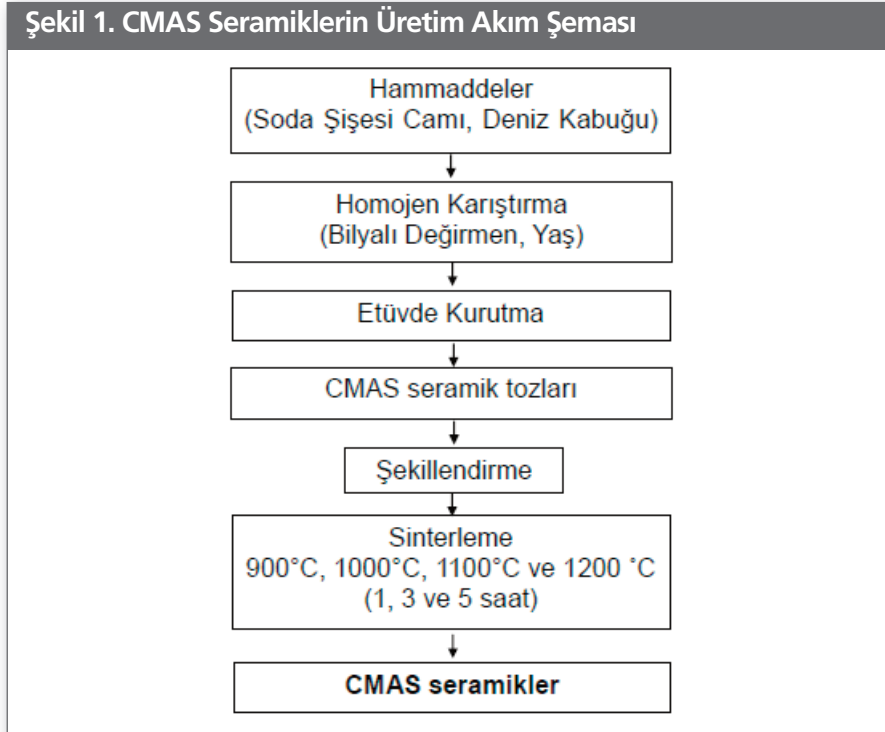 Şekil 1. CMAS Seramiklerin Üretim Akım Şeması
Hammaddeler
(Soda Şişesi Camı, Deniz Kabuğu)
Homojen Karıştırma
(Bilyalı Değirmen, Yaş)
Etüvde Kurutma
CMAS seramik tozları
Şekillendirme
Sinterleme
900°C, 1000°C, 1100°C ve 1200 °C
(1, 3 ve 5 saat)
CMAS seramikler